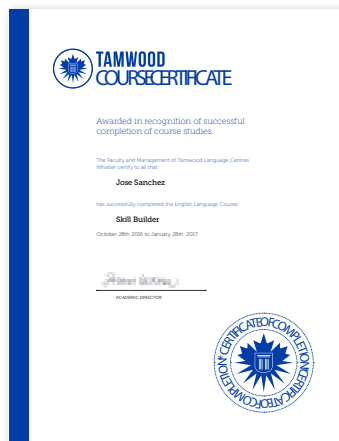 TAMWOOD
COURSECERTIFICATE
Awarded in recognition of successful
completion of course studies.
The Faculty and Management of Tamwood Language Centres
Whistler certify to all that:
Jose Sanchez
has successfully completed the English Language Course:
Skill Builder
October 28th 2016 to January 28th 2017
ACADEMIC DIRECTOR
CERTIFICATEOFCOMPLETION
CERTIFICATEOFCOMPLETION